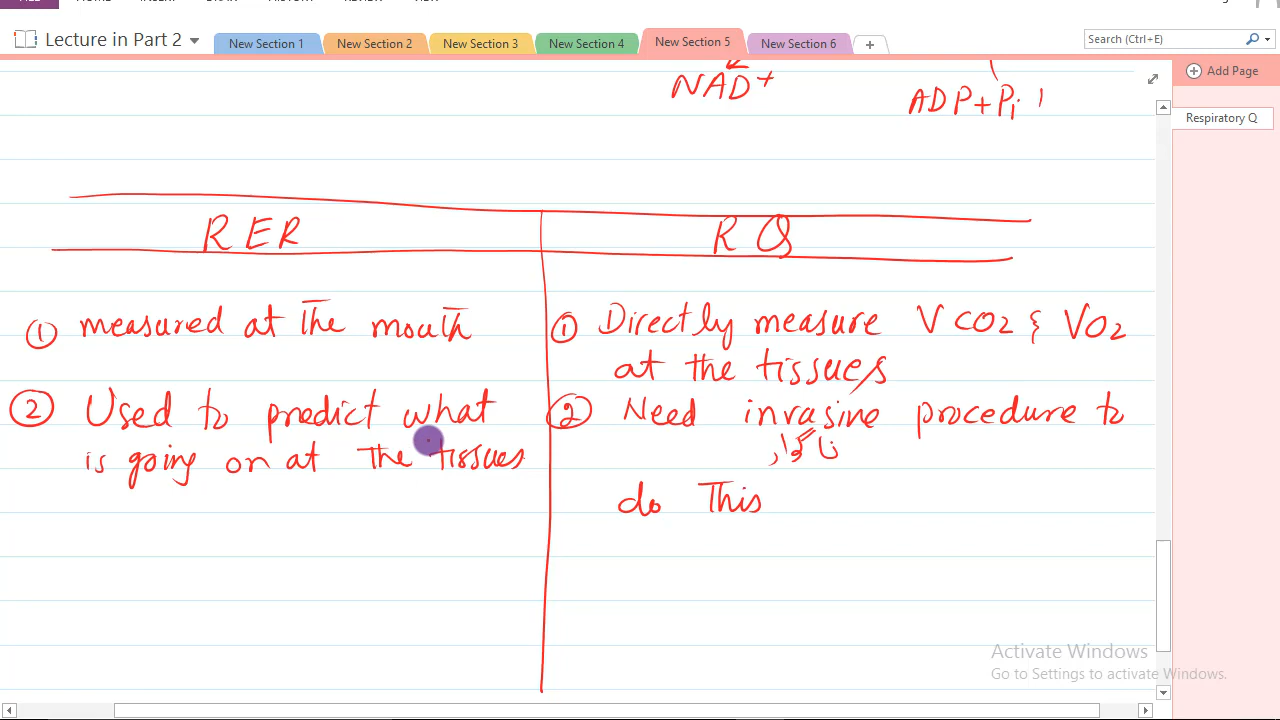 Lecture in Part 2
New Section 1
New Section 2
New Section 3
New Section 4
New Section 5
New Section 6
Search (Ctrl+E)
Add Page
Respiratory Q
NAD+
ADP+Pi
RER
RQ
① measured at the mouth
② Used to predict what
is going on at the tissues
① Directly measure VCO2 & VO2
at the tissues
② Need invasine procedure to
do This
Activate Windows
Go to Settings to activate Windows.